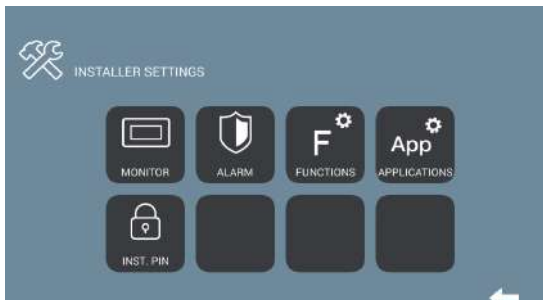 INSTALLER SETTINGS
MONITOR
ALARM
F
FUNCTIONS
App
APPLICATIONS
INST. PIN